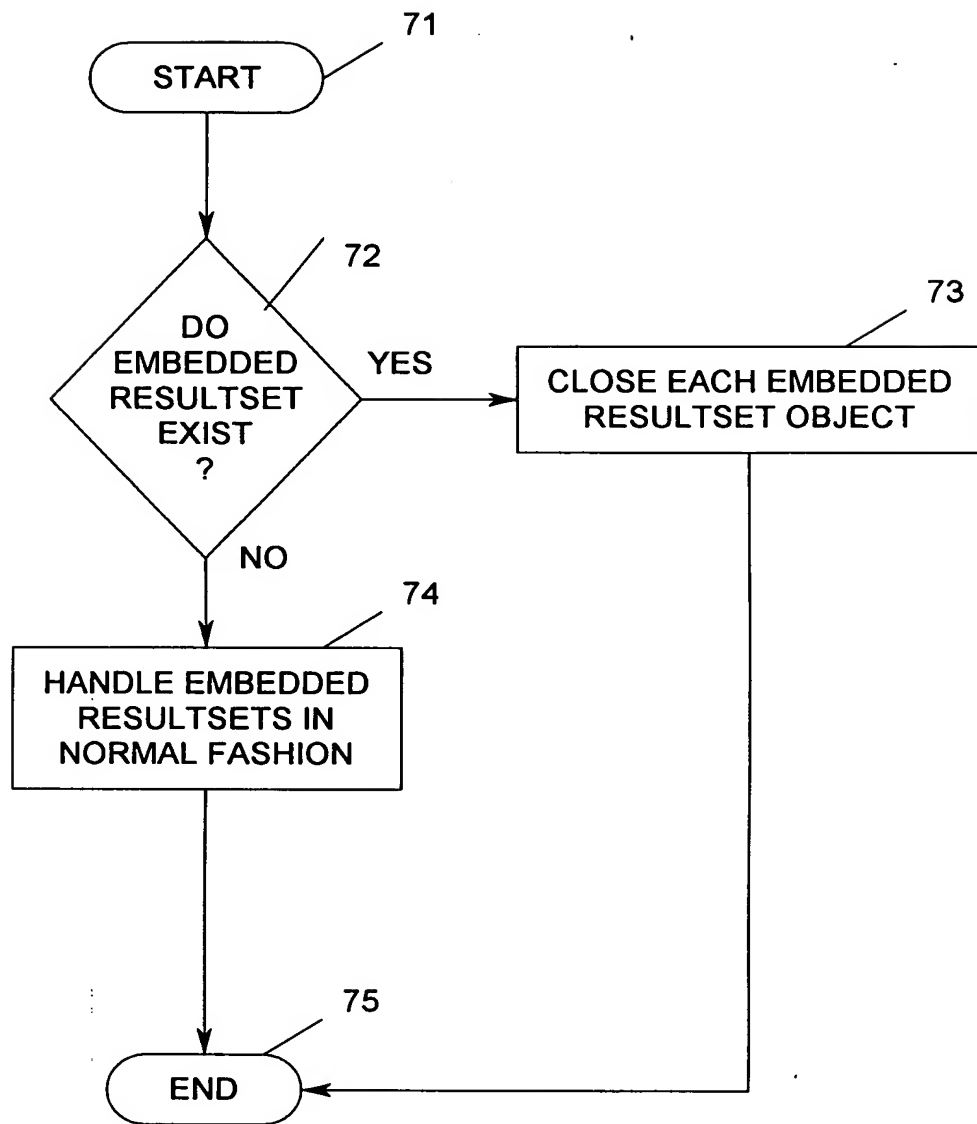 71
START
72
DO
EMBEDDED
RESULTSET
EXIST
?
YES
73
CLOSE EACH EMBEDDED
RESULTSET OBJECT
NO
74
HANDLE EMBEDDED
RESULTSETS IN
NORMAL FASHION
75
END